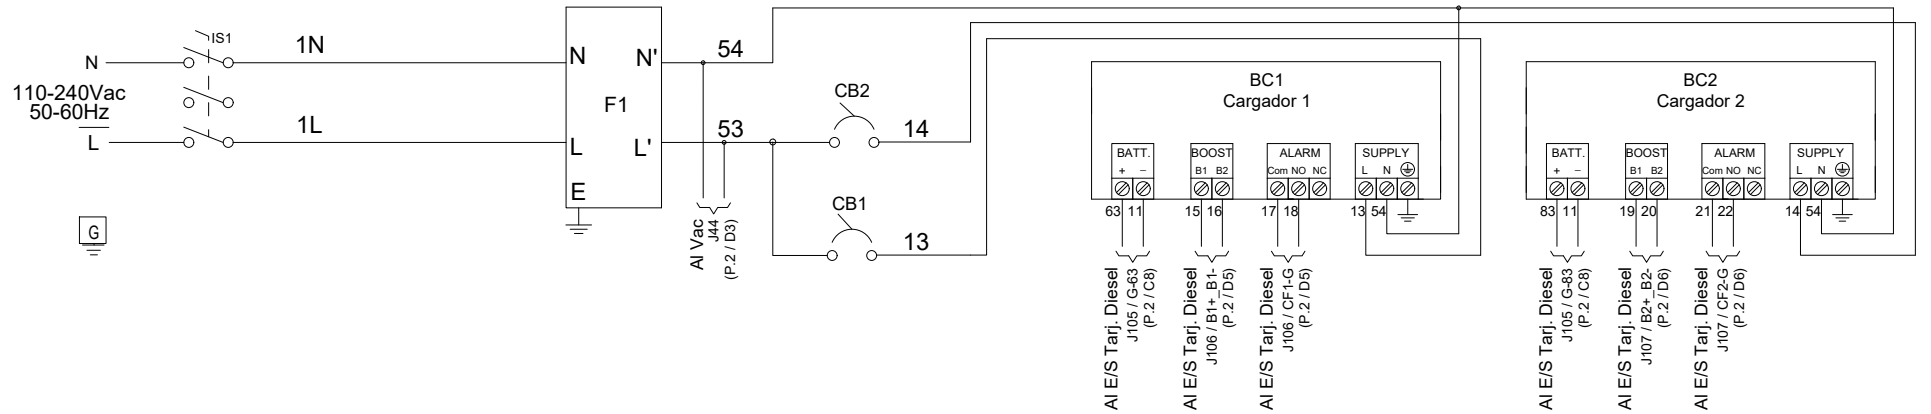 N
110-240Vac
50-60Hz
L
G
IS1
1N
1L
N
L
E
F1
N'
L'
54
53
Al Vac
J44
(P.2 / D3)
CB2
14
CB1
13
BC1
Cargador 1
BATT.
+ −
BOOST
B1 B2
ALARM
Com NO NC
SUPPLY
L N
63 11
15 16
17 18
13 54
Al E/S Tarj. Diesel
J105 / G-63
(P.2 / C8)
Al E/S Tarj. Diesel
J106 / B1+_B1-
(P.2 / D5)
Al E/S Tarj. Diesel
J106 / CF1-G
(P.2 / D5)
BC2
Cargador 2
BATT.
+ −
BOOST
B1 B2
ALARM
Com NO NC
SUPPLY
L N
83 11
19 20
21 22
14 54
Al E/S Tarj. Diesel
J105 / G-83
(P.2 / C8)
Al E/S Tarj. Diesel
J107 / B2+_B2-
(P.2 / D6)
Al E/S Tarj. Diesel
J107 / CF2-G
(P.2 / D6)